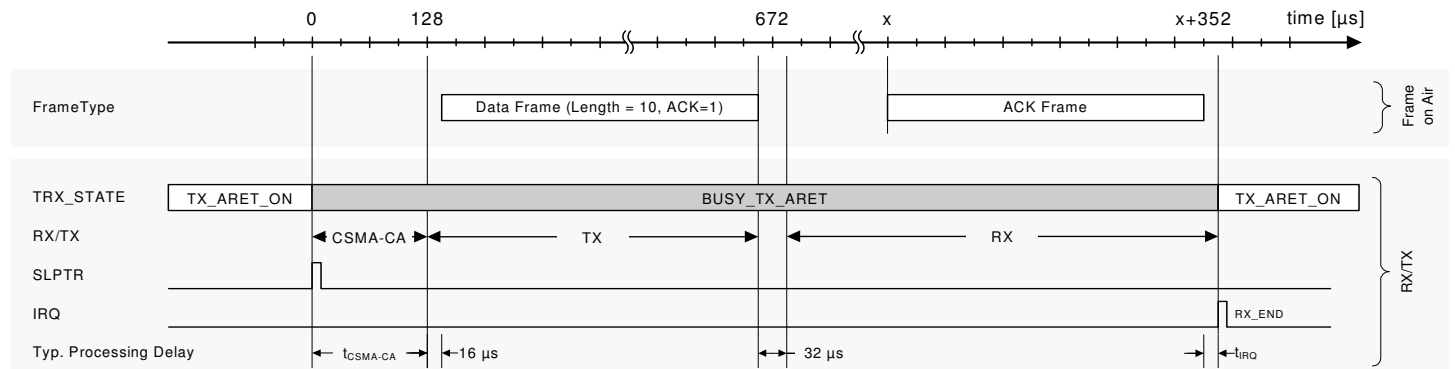 0 128 672 x x+352 time [µs]
FrameType Data Frame (Length = 10, ACK=1) ACK Frame
Frame
on Air
TRX_STATE TX_ARET_ON BUSY_TX_ARET TX_ARET_ON
RX/TX CSMA-CA TX RX
SLPTR
IRQ RX_END
Typ. Processing Delay tCSMA-CA 16 µs 32 µs tIRQ
RX/TX